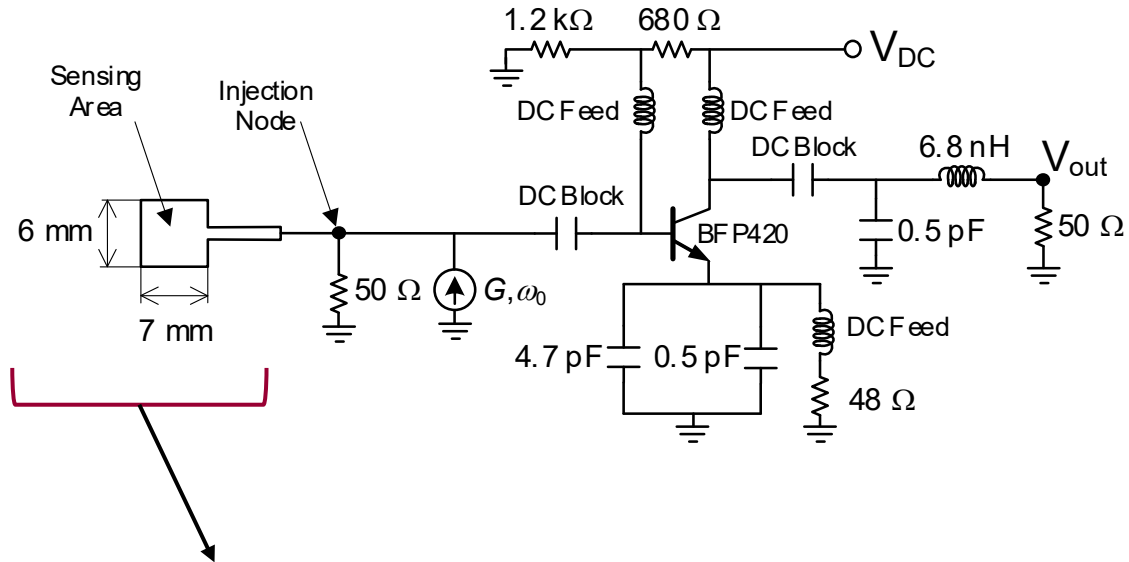 1.2 kΩ
680 Ω
V_DC
Sensing
Area
Injection
Node
DC Feed
DC Feed
DC Block
6.8 nH
V_out
DC Block
6 mm
BFP420
0.5 pF
50 Ω
50 Ω
G, ω₀
7 mm
4.7 pF
0.5 pF
DC Feed
48 Ω